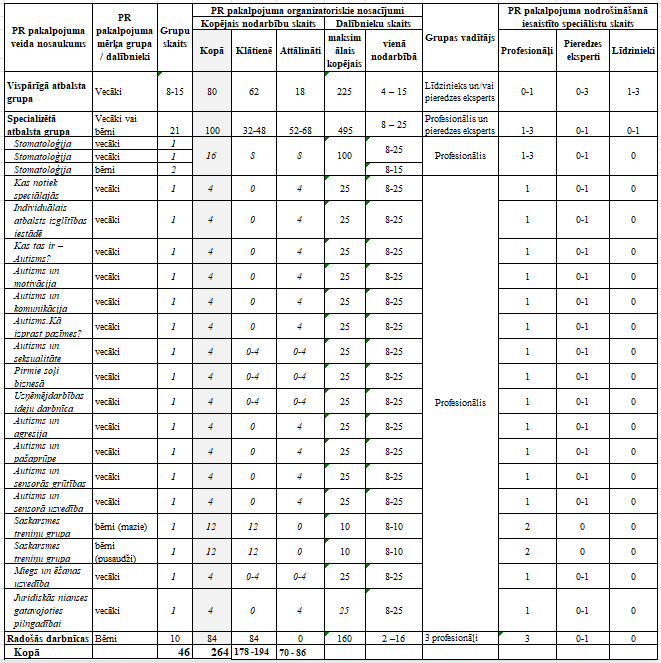 PR pakalpojuma veida nosaukums | PR pakalpojuma mērķa grupa / dalībnieki | Grupu skaits | PR pakalpojuma organizatoriskie nosacījumi | Grupas vadītājs | PR pakalpojuma nodrošināšanā iesaistīto speciālistu skaits
Kopējais nodarbību skaits | Dalībnieku skaits
Kopā | Klātienē | Attālināti | maksimālais kopējais | vienā nodarbībā | Profesionāļi | Pieredzes eksperti | Līdzinieki
Vispārīgā atbalsta grupa | Vecāki | 8-15 | 80 | 62 | 18 | 225 | 4 – 15 | Līdzinieks un/vai pieredzes eksperts | 0-1 | 0-3 | 1-3
Specializētā atbalsta grupa | Vecāki vai bērni | 21 | 100 | 32-48 | 52-68 | 495 | 8 – 25 | Profesionālis un pieredzes eksperts | 1-3 | 0-1 | 0-1
Stomatoloģija | vecāki | 1 | 16 | 8 | 8 | 100 | 8-25 | Profesionālis | 1-3 | 0-1 | 0
Stomatoloģija | vecāki | 1
Stomatoloģija | bērni | 2 | 8-15
Kas notiek speciālajās | vecāki | 1 | 4 | 0 | 4 | 25 | 8-25 | Profesionālis | 1 | 0-1 | 0
Individuālais atbalsts izglītības iestādē | vecāki | 1 | 4 | 0 | 4 | 25 | 8-25 | 1 | 0-1 | 0
Kas tas ir – Autisms? | vecāki | 1 | 4 | 0 | 4 | 25 | 8-25 | 1 | 0-1 | 0
Autisms un motivācija | vecāki | 1 | 4 | 0 | 4 | 25 | 8-25 | 1 | 0-1 | 0
Autisms un komunikācija | vecāki | 1 | 4 | 0 | 4 | 25 | 8-25 | 1 | 0-1 | 0
Autisms.Kā izprast pazīmes? | vecāki | 1 | 4 | 0 | 4 | 25 | 8-25 | 1 | 0-1 | 0
Autisms un seksualitāte | vecāki | 1 | 4 | 0-4 | 0-4 | 25 | 8-25 | 1 | 0-1 | 0
Pirmie soļi biznesā | vecāki | 1 | 4 | 0-4 | 0-4 | 25 | 8-25 | 1 | 0-1 | 0
Uzņēmējdarbības ideju darbnīca | vecāki | 1 | 4 | 0-4 | 0-4 | 25 | 8-25 | 1 | 0-1 | 0
Autisms un agresija | vecāki | 1 | 4 | 0 | 4 | 25 | 8-25 | 1 | 0-1 | 0
Autisms un pašaprūpe | vecāki | 1 | 4 | 0 | 4 | 25 | 8-25 | 1 | 0-1 | 0
Autisms un sensorās grūtības | vecāki | 1 | 4 | 0 | 4 | 25 | 8-25 | 1 | 0-1 | 0
Autisms un sensorā uzvedība | vecāki | 1 | 4 | 0 | 4 | 25 | 8-25 | 1 | 0-1 | 0
Saskarsmes treniņu grupa | bērni (mazie) | 1 | 12 | 12 | 0 | 10 | 8-10 | 2 | 0 | 0
Saskarsmes treniņu grupa | bērni (pusaudži) | 1 | 12 | 12 | 0 | 10 | 8-10 | 2 | 0 | 0
Miegs un ēšanas uzvedība | vecāki | 1 | 4 | 0-4 | 0-4 | 25 | 8-25 | 1 | 0-1 | 0
Juridiskās nianses gatavojoties pilngadībai | vecāki | 1 | 4 | 0 | 4 | 25 | 8-25 | 1 | 0-1 | 0
Radošās darbnīcas | Bērni | 10 | 84 | 84 | 0 | 160 | 2 –16 | 3 profesionāļi | 3 | 0-1 | 0
Kopā | 46 | 264 | 178 -194 | 70 - 86